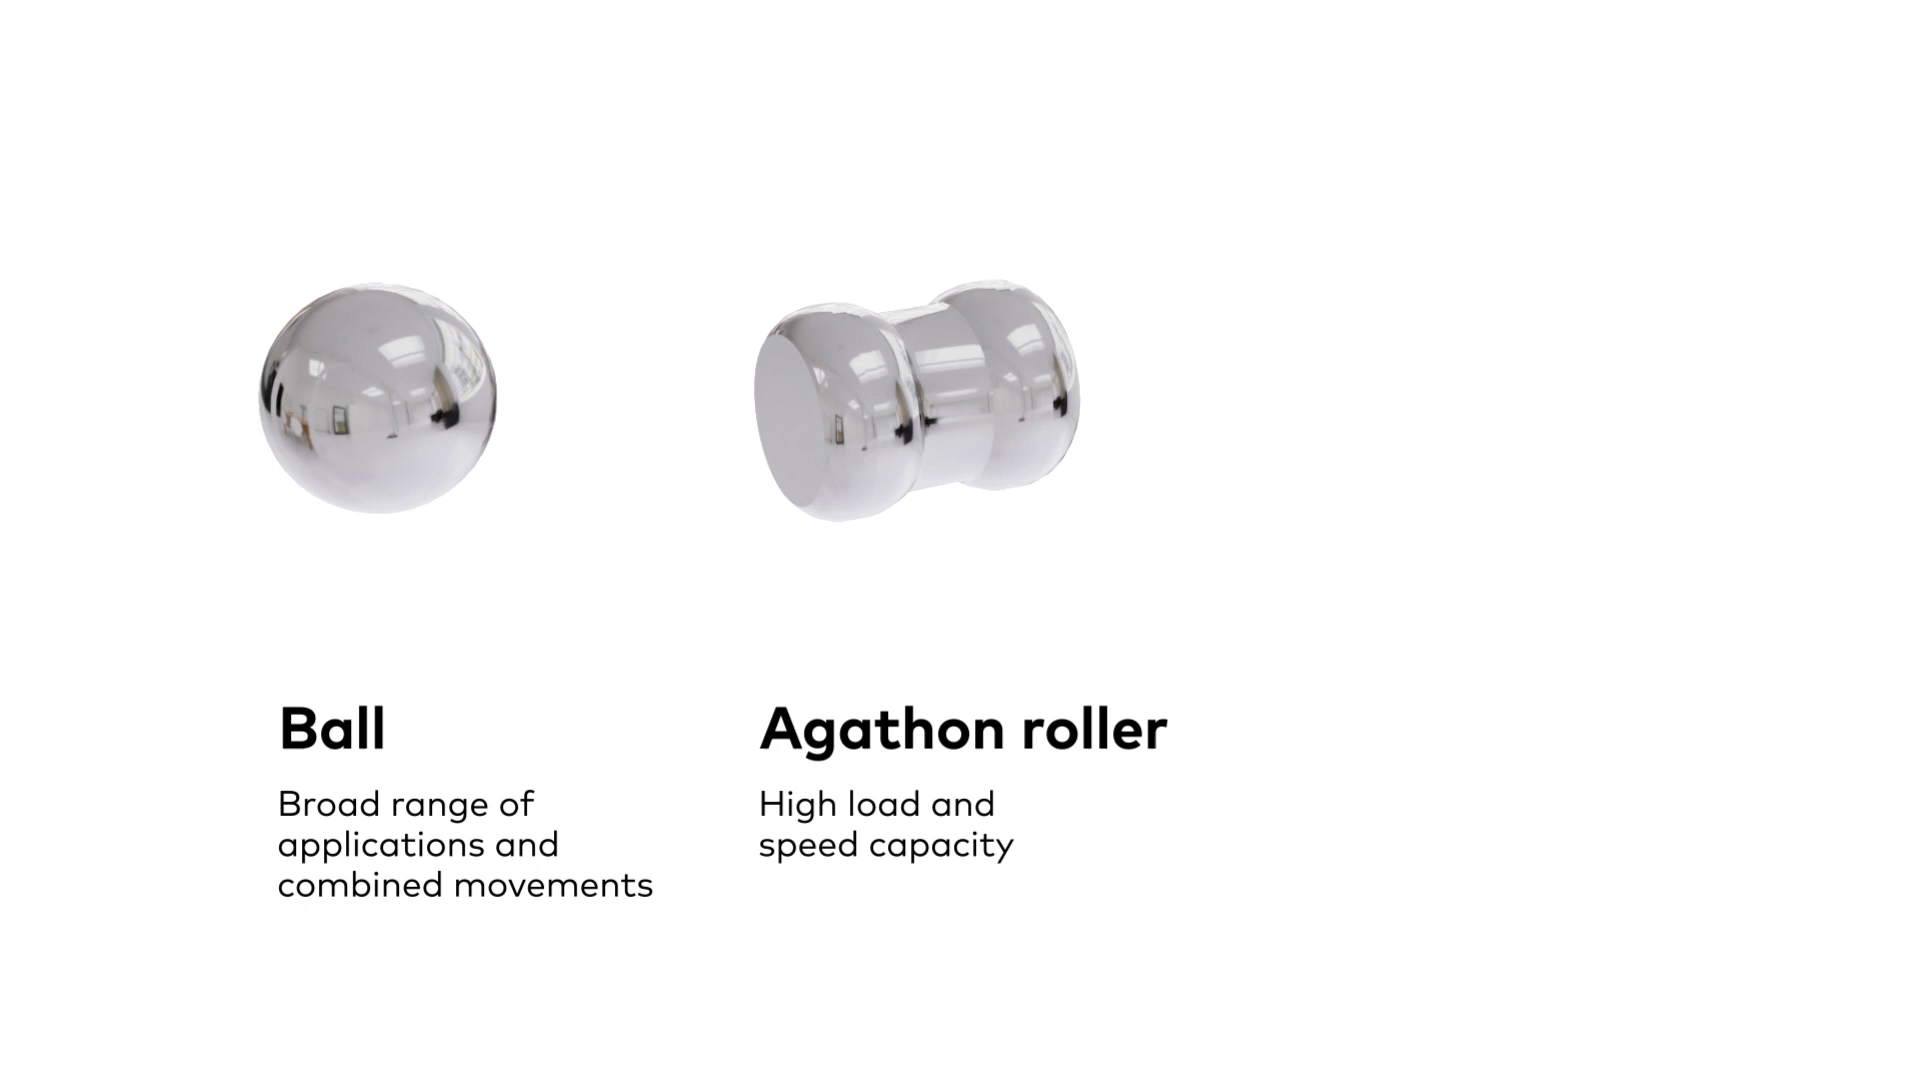 Ball
Broad range of
applications and
combined movements
Agathon roller
High load and
speed capacity